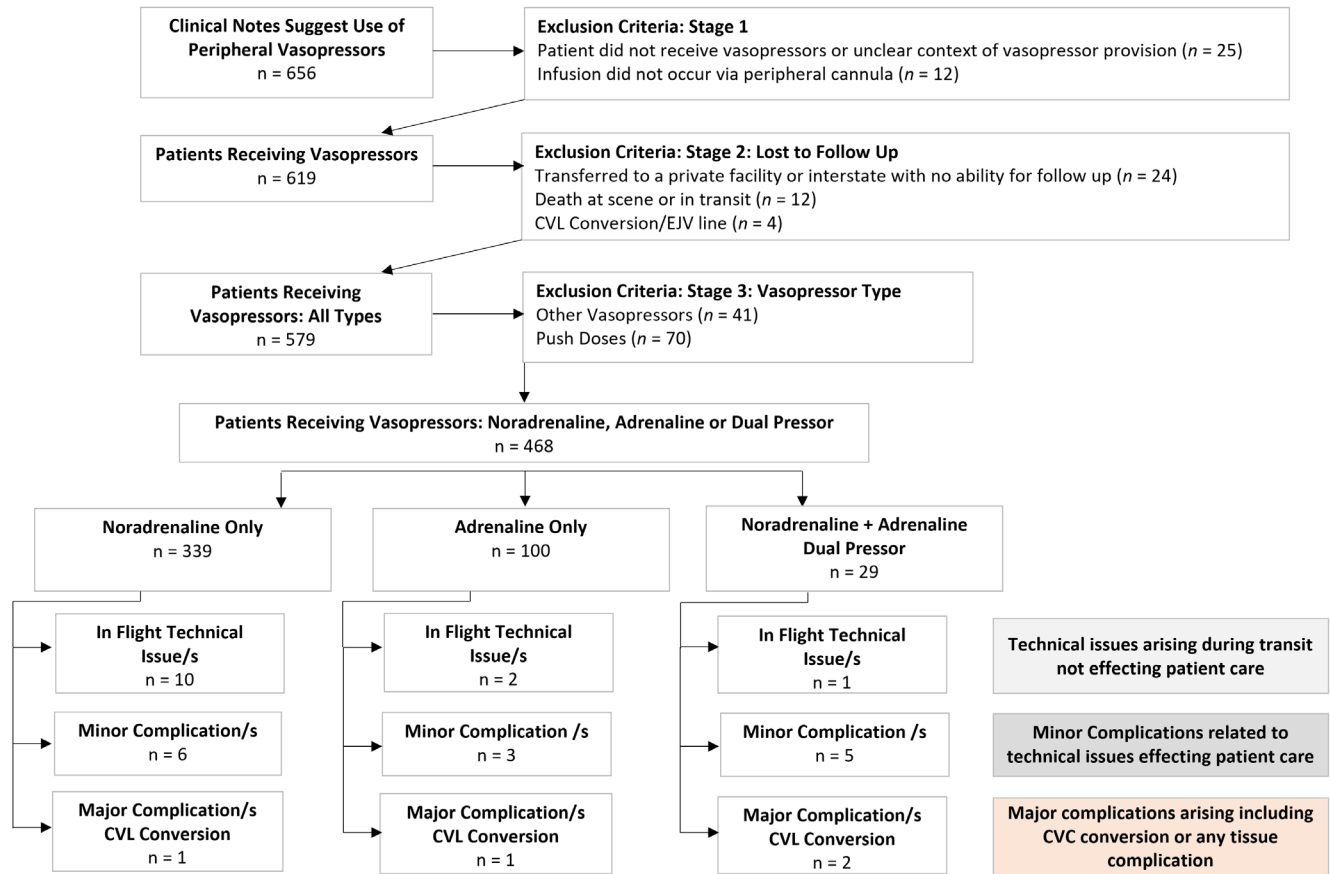 Clinical Notes Suggest Use of
Peripheral Vasopressors
n = 656
Exclusion Criteria: Stage 1
Patient did not receive vasopressors or unclear context of vasopressor provision (n = 25)
Infusion did not occur via peripheral cannula (n = 12)
Patients Receiving Vasopressors
n = 619
Exclusion Criteria: Stage 2: Lost to Follow Up
Transferred to a private facility or interstate with no ability for follow up (n = 24)
Death at scene or in transit (n = 12)
CVL Conversion/EJV line (n = 4)
Patients Receiving
Vasopressors: All Types
n = 579
Exclusion Criteria: Stage 3: Vasopressor Type
Other Vasopressors (n = 41)
Push Doses (n = 70)
Patients Receiving Vasopressors: Noradrenaline, Adrenaline or Dual Pressor
n = 468
Noradrenaline Only
n = 339
Adrenaline Only
n = 100
Noradrenaline + Adrenaline
Dual Pressor
n = 29
In Flight Technical
Issue/s
n = 10
In Flight Technical
Issue/s
n = 2
In Flight Technical
Issue/s
n = 1
Technical issues arising during transit
not effecting patient care
Minor Complication/s
n = 6
Minor Complication /s
n = 3
Minor Complication /s
n = 5
Minor Complications related to
technical issues effecting patient care
Major Complication/s
CVL Conversion
n = 1
Major Complication/s
CVL Conversion
n = 1
Major Complication/s
CVL Conversion
n = 2
Major complications arising including
CVC conversion or any tissue
complication